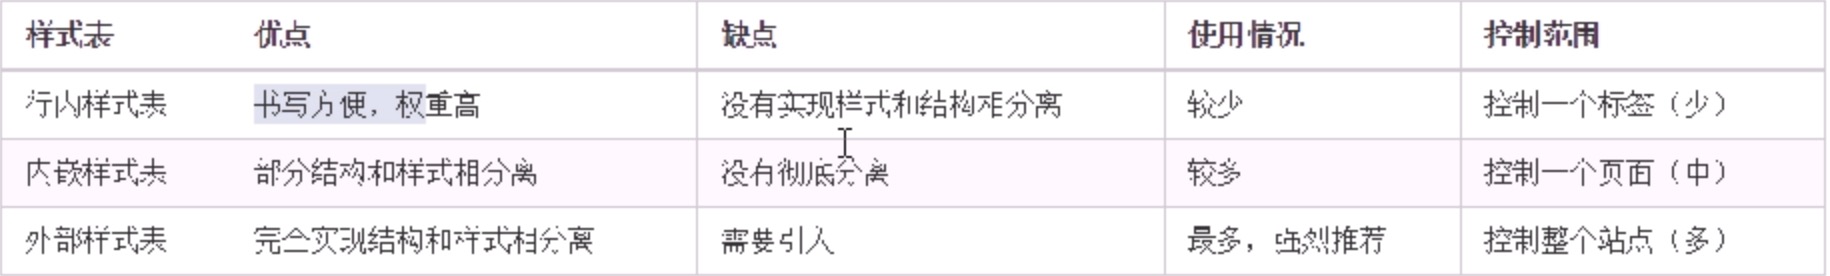 样式表 优点 缺点 使用情况 控制范围
行内样式表 书写方便，权重高 没有实现样式和结构相分离 较少 控制一个标签（少）
内嵌样式表 部分结构和样式相分离 没有彻底分离 较多 控制一个页面（中）
外部样式表 完全实现结构和样式相分离 需要引入 最多，强烈推荐 控制整个站点（多）